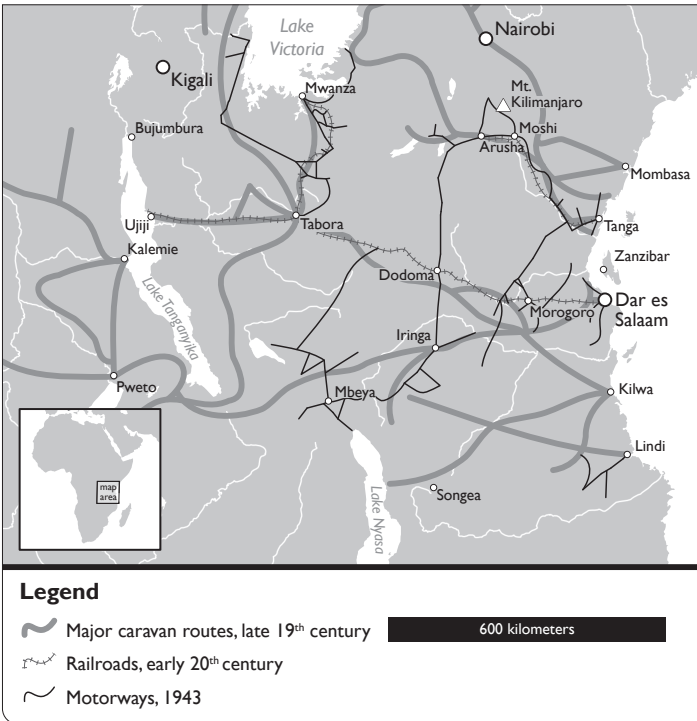 Lake
Victoria
Nairobi
Kigali
Mt.
Kilimanjaro
Mwanza
Bujumbura
Moshi
Arusha
Mombasa
Ujiji
Tabora
Tanga
Kalemie
Zanzibar
Dodoma
Lake Tanganyika
Dar es
Salaam
Morogoro
Iringa
Pweto
Mbeya
Kilwa
Lindi
map
area
Lake Nyasa
Songea
Legend
Major caravan routes, late 19th century
600 kilometers
Railroads, early 20th century
Motorways, 1943